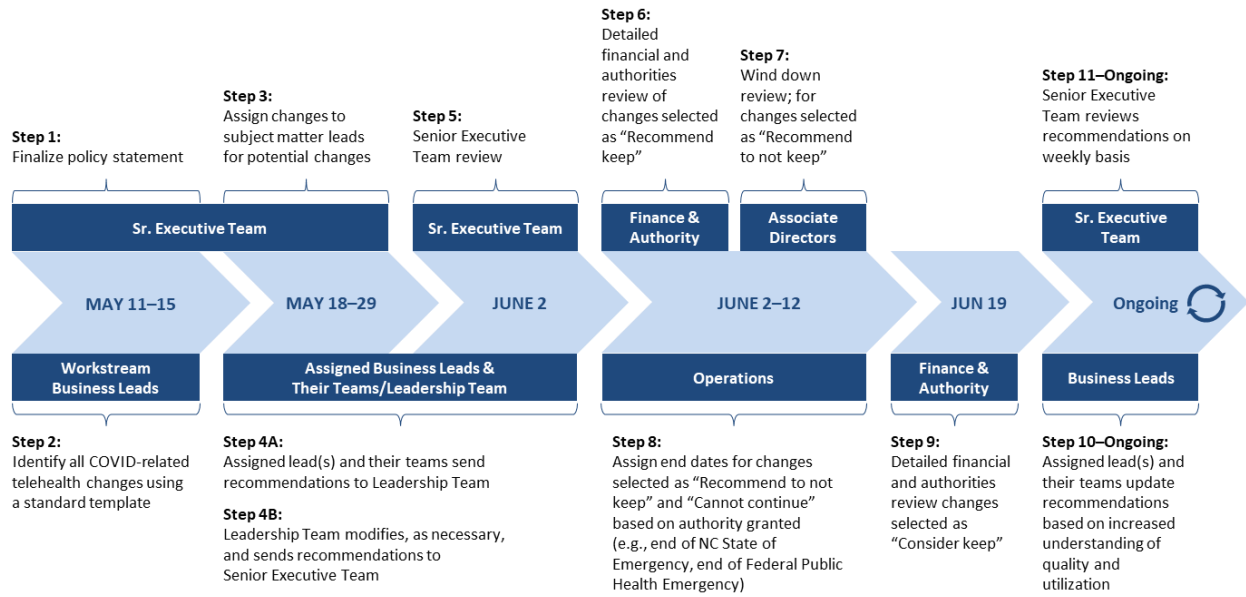 Step 1:
Finalize policy statement
Step 3:
Assign changes to
subject matter leads
for potential changes
Step 5:
Senior Executive
Team review
Step 6:
Detailed
financial and
authorities
review of
changes selected
as “Recommend
keep”
Step 7:
Wind down
review; for
changes selected
as “Recommend
to not keep”
Step 11–Ongoing:
Senior Executive
Team reviews
recommendations on
weekly basis
Sr. Executive Team
Sr. Executive Team
Finance &
Authority
Associate
Directors
Sr. Executive
Team
MAY 11–15
MAY 18–29
JUNE 2
JUNE 2–12
JUN 19
Ongoing
Workstream
Business Leads
Assigned Business Leads &
Their Teams/Leadership Team
Operations
Finance &
Authority
Business Leads
Step 2:
Identify all COVID-related
telehealth changes using
a standard template
Step 4A:
Assigned lead(s) and their teams send
recommendations to Leadership Team
Step 4B:
Leadership Team modifies, as necessary,
and sends recommendations to
Senior Executive Team
Step 8:
Assign end dates for changes
selected as “Recommend to not
keep” and “Cannot continue”
based on authority granted
(e.g., end of NC State of
Emergency, end of Federal Public
Health Emergency)
Step 9:
Detailed financial
and authorities
review changes
selected as
“Consider keep”
Step 10–Ongoing:
Assigned lead(s) and
their teams update
recommendations
based on increased
understanding of
quality and
utilization